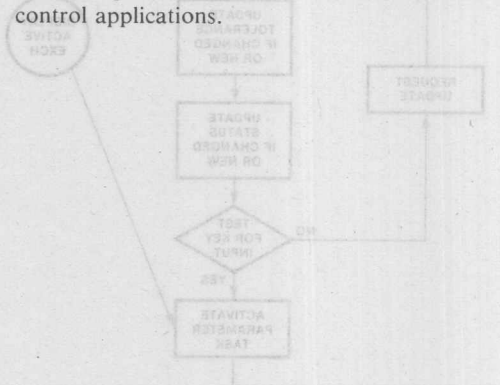 control applications.
ACTIVE
EXCH
UPDATE
TOLERANCE
IF CHANGED
OR NEW
REQUEST
UPDATE
UPDATE
STATUS
IF CHANGED
OR NEW
TEST
FOR KEY
INPUT
NO
YES
ACTIVATE
PARAMETER
TASK